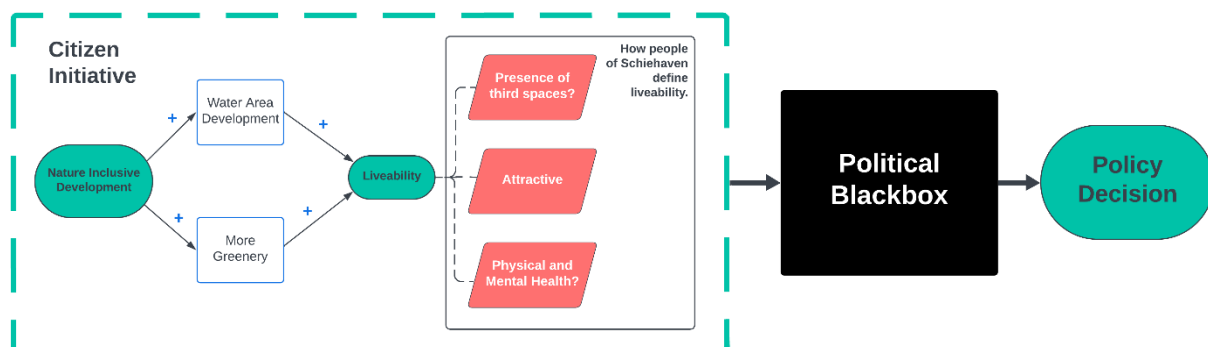 Citizen
Initiative
Nature Inclusive
Development
+
+
Water Area
Development
More
Greenery
+
+
Liveability
How people
of Schiehaven
define
liveability.
Presence of
third spaces?
Attractive
Physical and
Mental Health?
Political
Blackbox
Policy
Decision